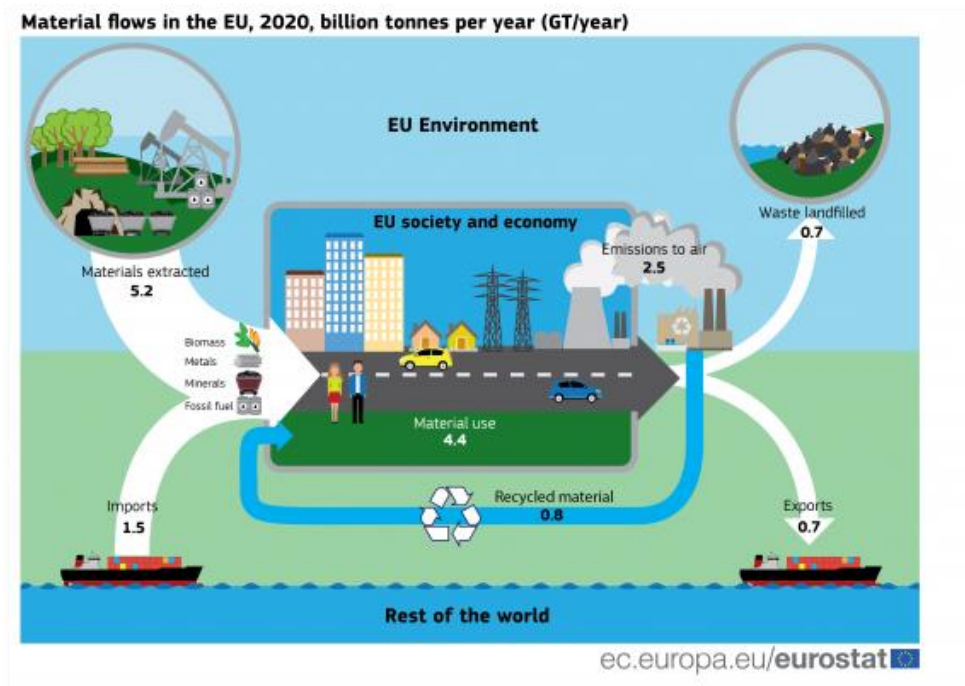 Material flows in the EU, 2020, billion tonnes per year (GT/year)
EU Environment
EU society and economy
Waste landfilled
0.7
Emissions to air
2.5
Materials extracted
5.2
Biomass
Metals
Minerals
Fossil fuel
Material use
4.4
Recycled material
0.8
Imports
1.5
Exports
0.7
Rest of the world
ec.europa.eu/eurostat